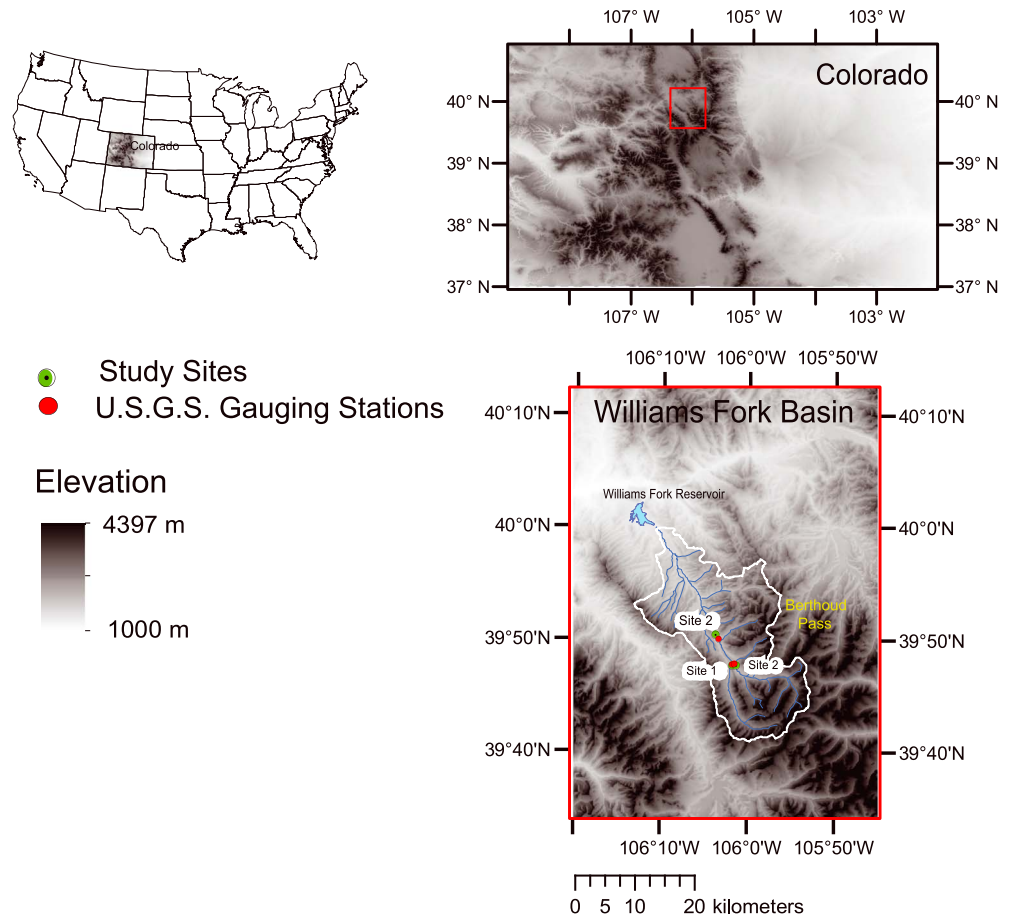 Colorado
107° W
105° W
103° W
Colorado
40° N
40° N
39° N
39° N
38° N
38° N
37° N
37° N
107° W
105° W
103° W
Study Sites
U.S.G.S. Gauging Stations
Elevation
4397 m
1000 m
106°10'W
106°0'W
105°50'W
Williams Fork Basin
40°10'N
40°10'N
Williams Fork Reservoir
40°0'N
40°0'N
Berthoud
Pass
Site 2
39°50'N
39°50'N
Site 1
Site 2
39°40'N
39°40'N
106°10'W
106°0'W
105°50'W
0 5 10 20 kilometers